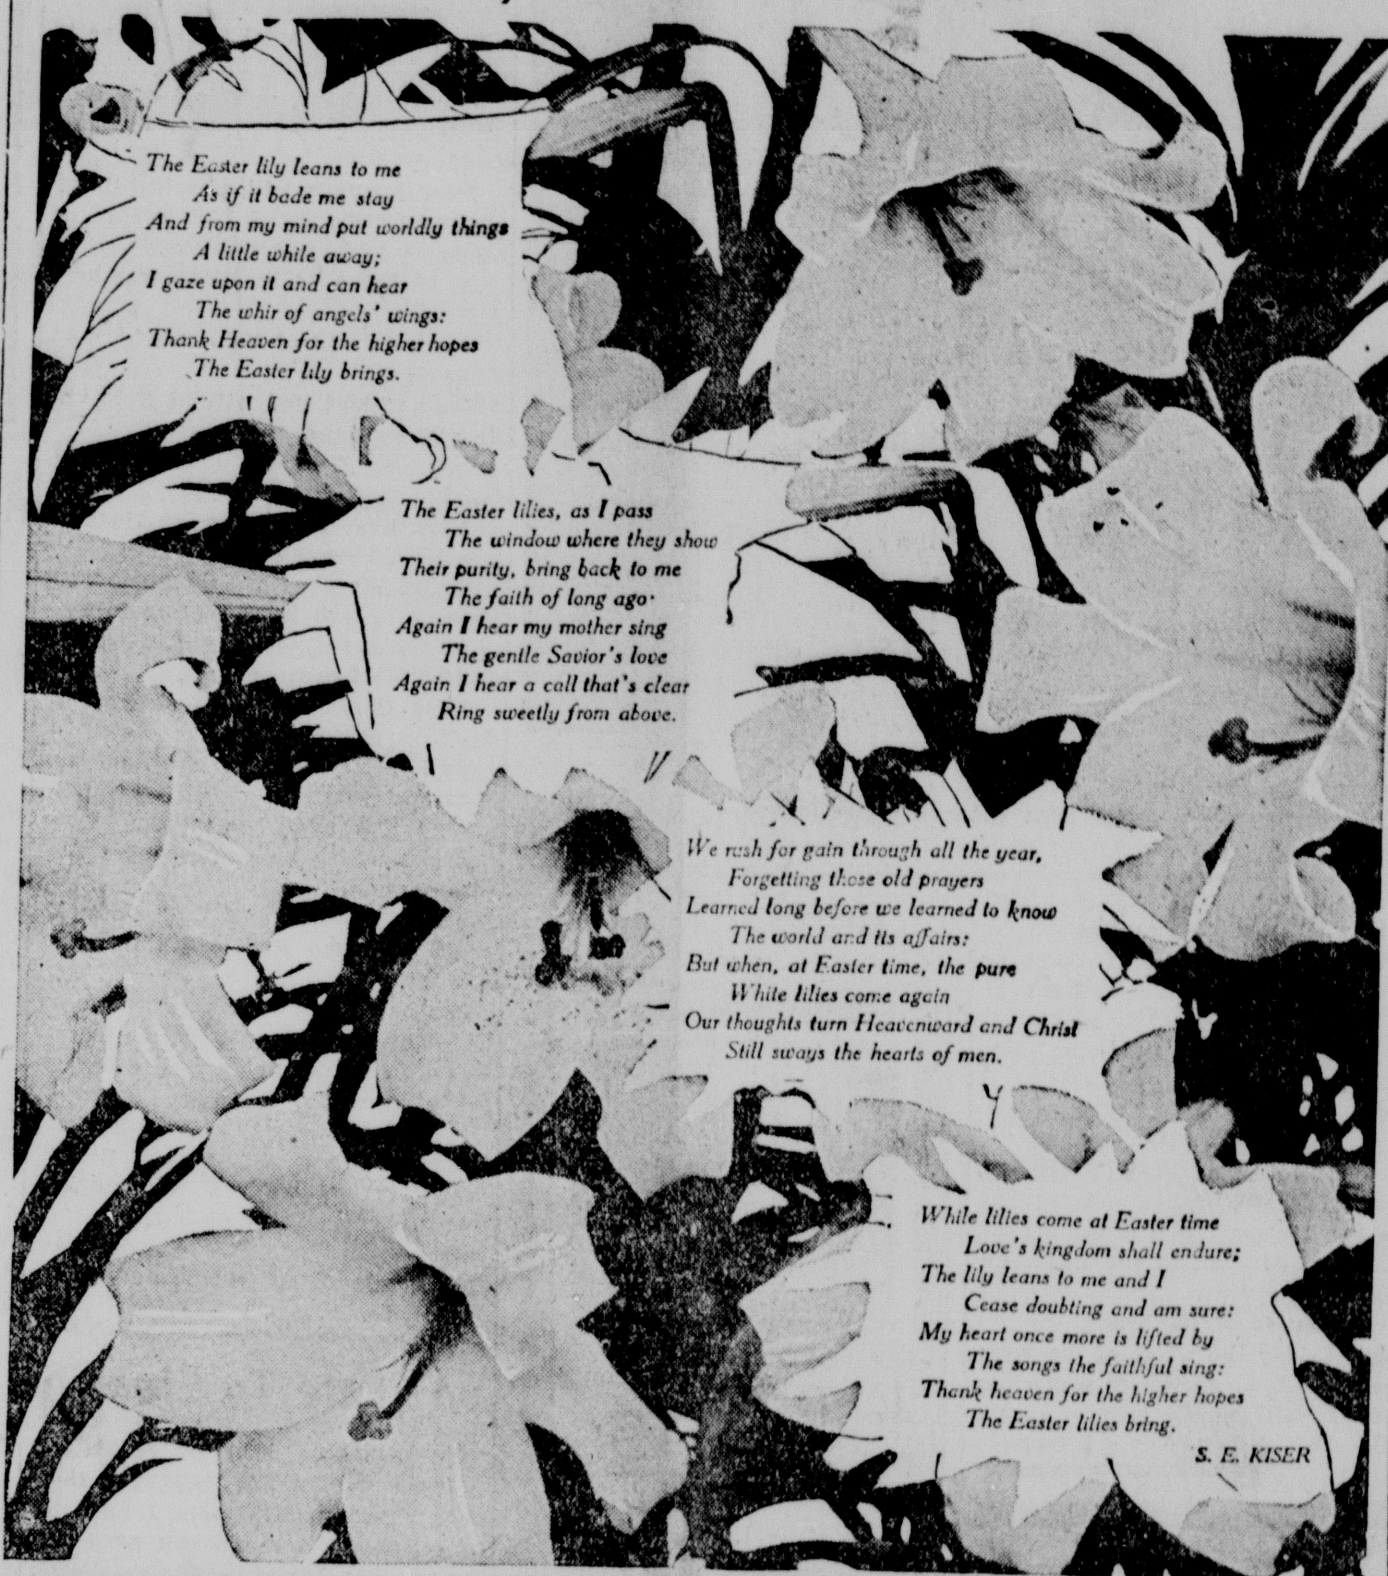 The Easter lily leans to me
As if it bade me stay
And from my mind put worldly things
A little while away;
I gaze upon it and can hear
The whir of angels' wings:
Thank Heaven for the higher hopes
The Easter lily brings.
The Easter lilies, as I pass
The window where they show
Their purity, bring back to me
The faith of long ago·
Again I hear my mother sing
The gentle Savior's love
Again I hear a call that's clear
Ring sweetly from above.
We rush for gain through all the year,
Forgetting those old prayers
Learned long before we learned to know
The world and its affairs:
But when, at Easter time, the pure
White lilies come again
Our thoughts turn Heavenward and Christ
Still sways the hearts of men.
While lilies come at Easter time
Love's kingdom shall endure;
The lily leans to me and I
Cease doubting and am sure:
My heart once more is lifted by
The songs the faithful sing:
Thank heaven for the higher hopes
The Easter lilies bring.
S. E. KISER